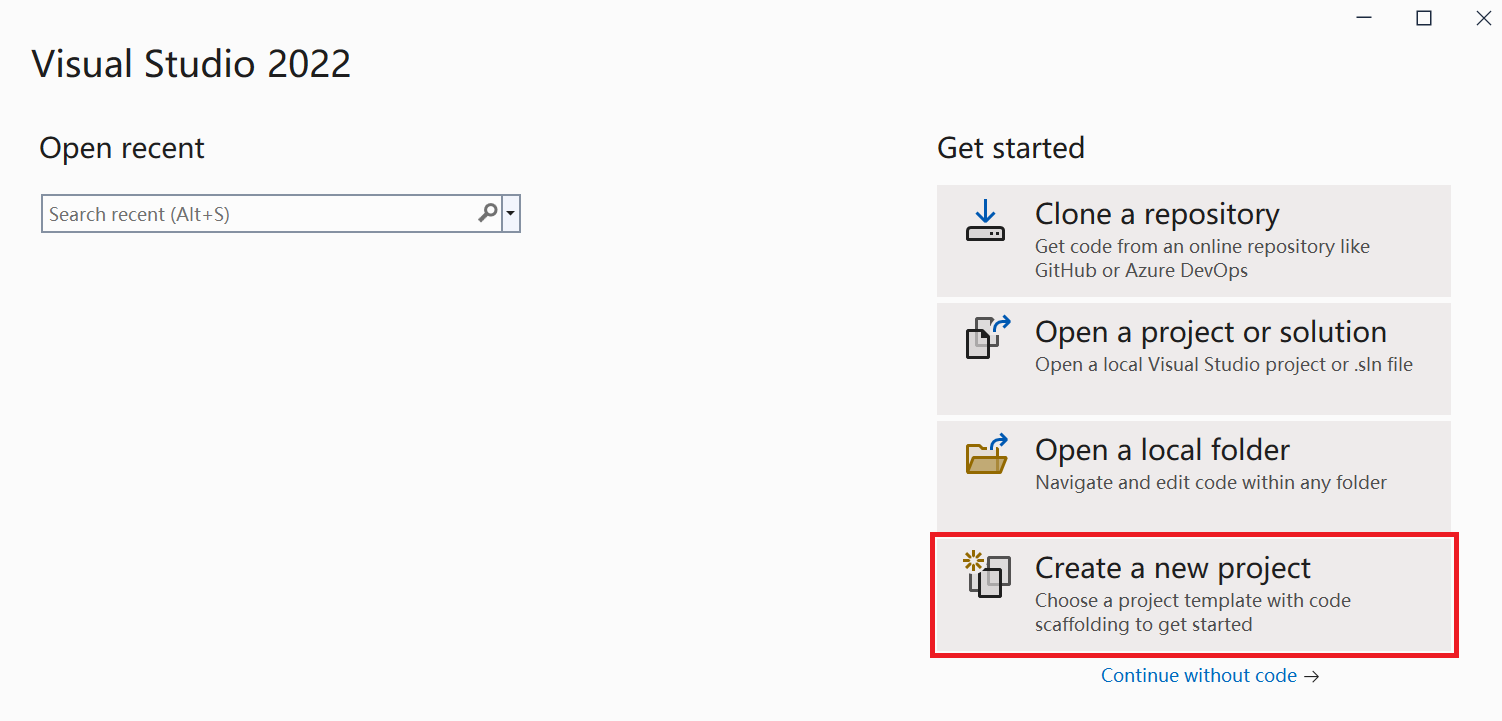 Visual Studio 2022
Open recent
Search recent (Alt+S)
Get started
Clone a repository
Get code from an online repository like
GitHub or Azure DevOps
Open a project or solution
Open a local Visual Studio project or .sln file
Open a local folder
Navigate and edit code within any folder
Create a new project
Choose a project template with code
scaffolding to get started
Continue without code →